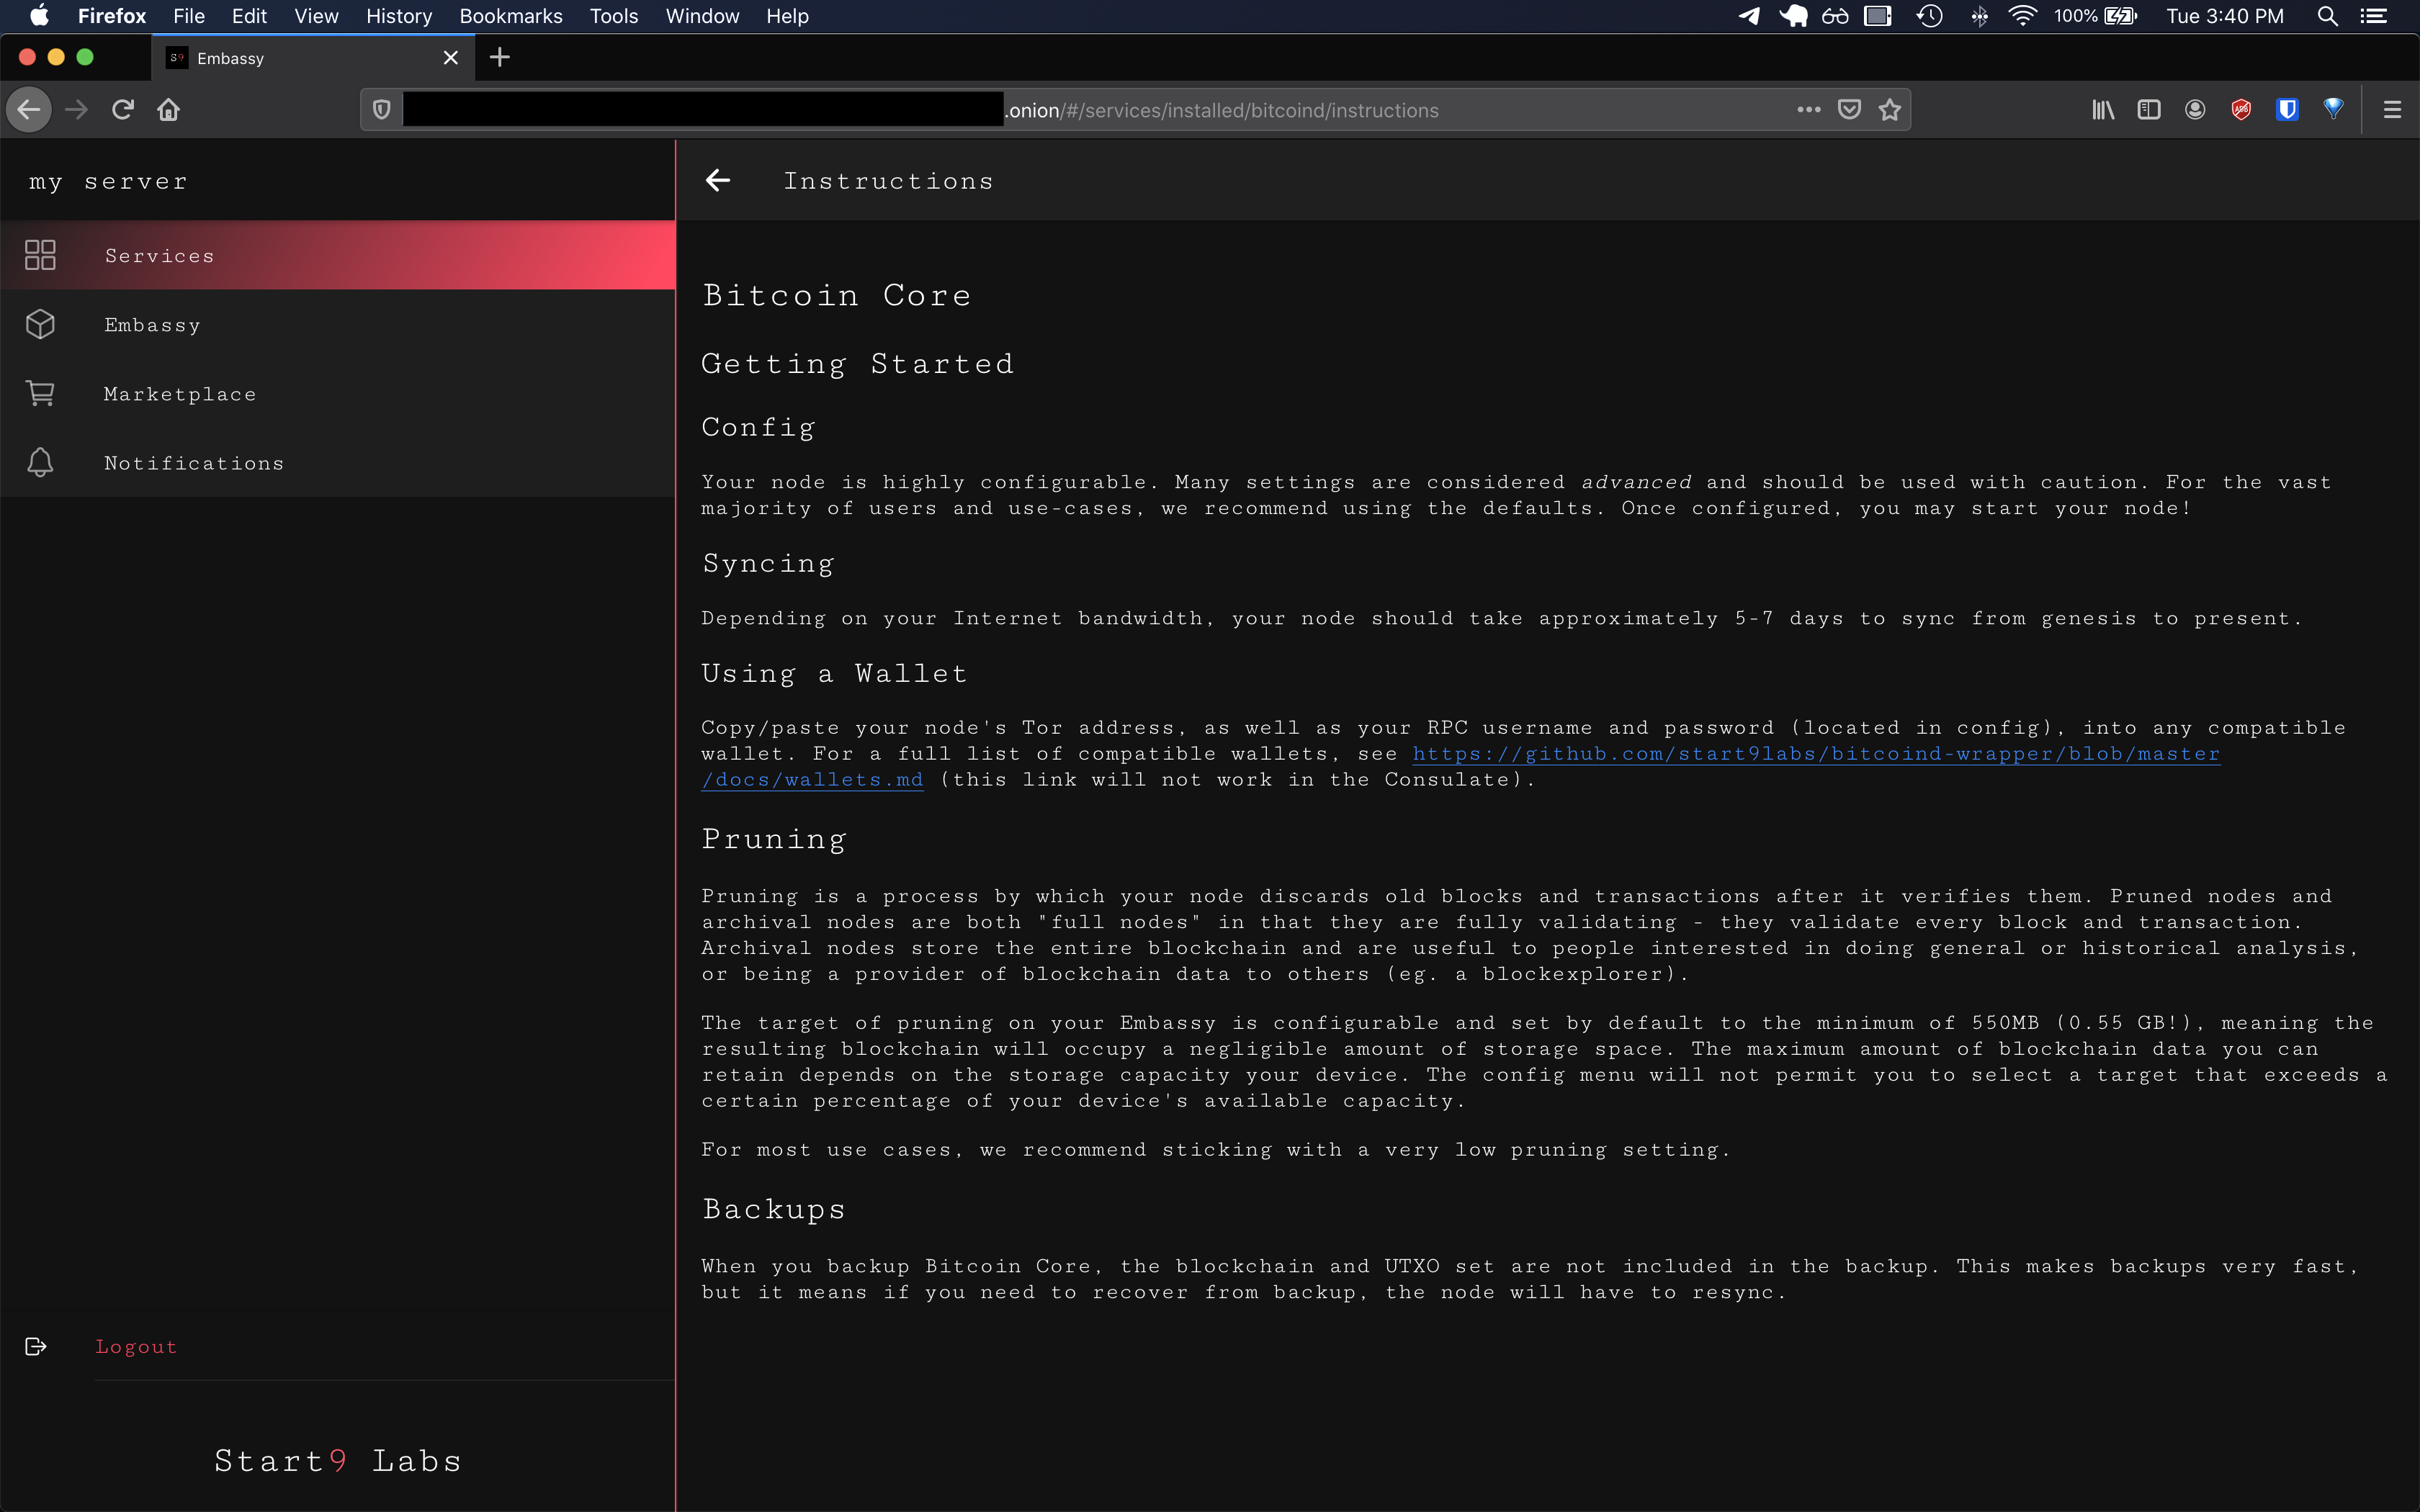 Firefox File Edit View History Bookmarks Tools Window Help 100% Tue 3:40 PM
S9 Embassy
.onion/#/services/installed/bitcoind/instructions ABP
my server
Services
Embassy
Marketplace
Notifications
Logout
Start9 Labs
Instructions
Bitcoin Core
Getting Started
Config
Your node is highly configurable. Many settings are considered advanced and should be used with caution. For the vast
majority of users and use-cases, we recommend using the defaults. Once configured, you may start your node!
Syncing
Depending on your Internet bandwidth, your node should take approximately 5-7 days to sync from genesis to present.
Using a Wallet
Copy/paste your node's Tor address, as well as your RPC username and password (located in config), into any compatible
wallet. For a full list of compatible wallets, see https://github.com/start9labs/bitcoind-wrapper/blob/master
/docs/wallets.md (this link will not work in the Consulate).
Pruning
Pruning is a process by which your node discards old blocks and transactions after it verifies them. Pruned nodes and
archival nodes are both "full nodes" in that they are fully validating - they validate every block and transaction.
Archival nodes store the entire blockchain and are useful to people interested in doing general or historical analysis,
or being a provider of blockchain data to others (eg. a blockexplorer).
The target of pruning on your Embassy is configurable and set by default to the minimum of 550MB (0.55 GB!), meaning the
resulting blockchain will occupy a negligible amount of storage space. The maximum amount of blockchain data you can
retain depends on the storage capacity your device. The config menu will not permit you to select a target that exceeds a
certain percentage of your device's available capacity.
For most use cases, we recommend sticking with a very low pruning setting.
Backups
When you backup Bitcoin Core, the blockchain and UTXO set are not included in the backup. This makes backups very fast,
but it means if you need to recover from backup, the node will have to resync.